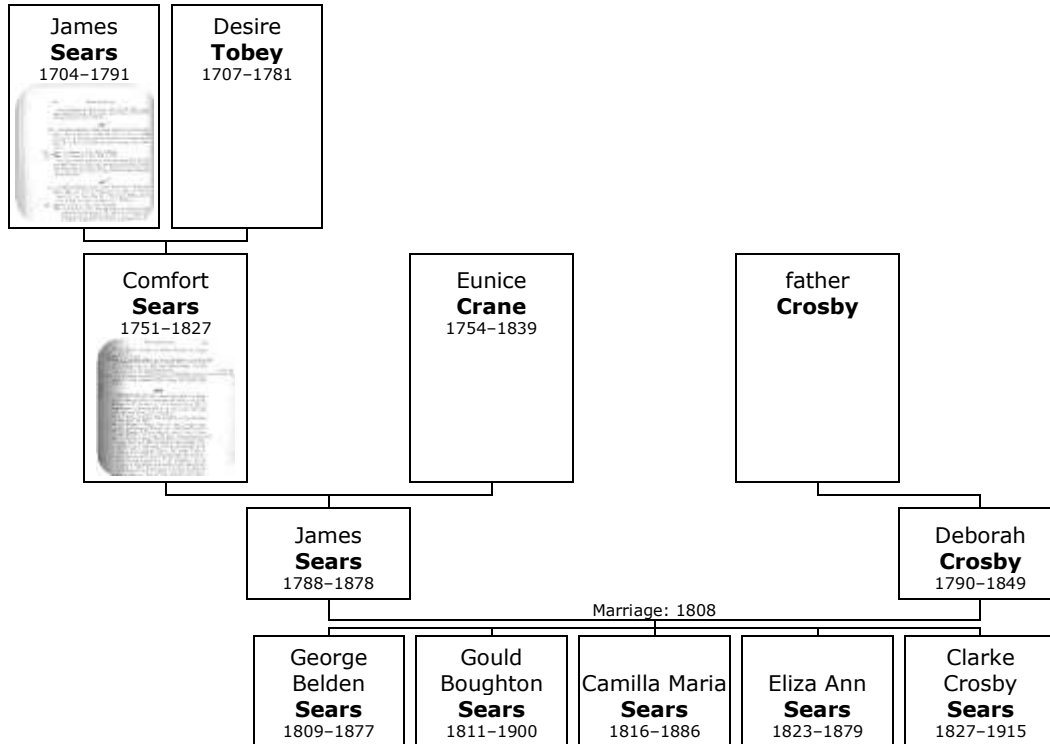 James
Sears
1704–1791
Desire
Tobey
1707–1781
Comfort
Sears
1751–1827
Eunice
Crane
1754–1839
father
Crosby
James
Sears
1788–1878
Deborah
Crosby
1790–1849
Marriage: 1808
George
Belden
Sears
1809–1877
Gould
Boughton
Sears
1811–1900
Camilla Maria
Sears
1816–1886
Eliza Ann
Sears
1823–1879
Clarke
Crosby
Sears
1827–1915